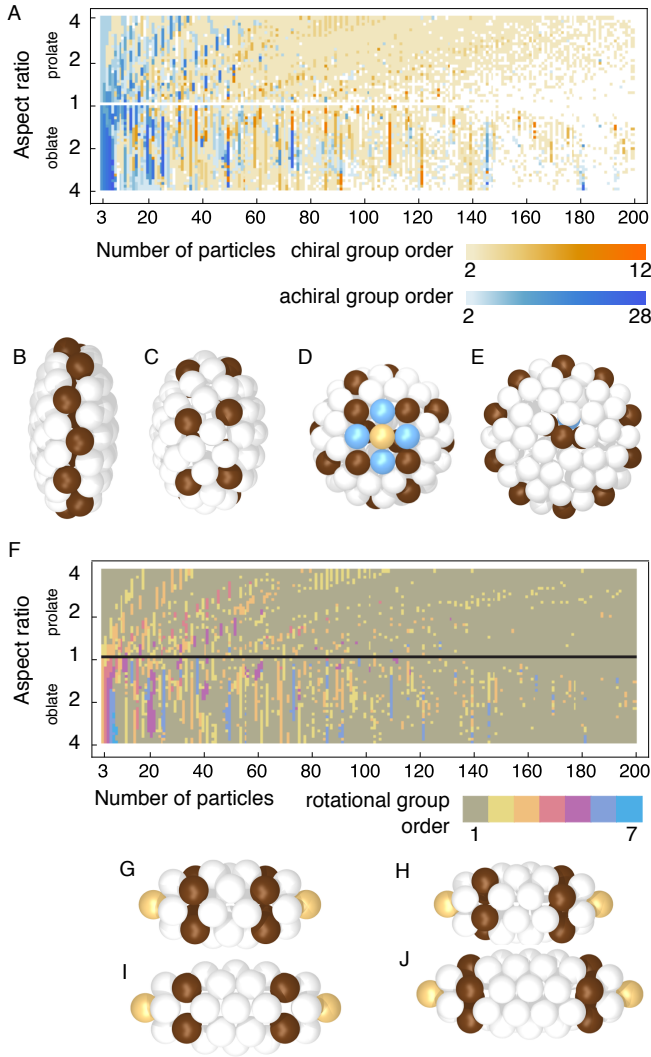 A
Aspect ratio
prolate
oblate
4
2
1
2
4
3 20 40 60 80 100 120 140 160 180 200
Number of particles
chiral group order
2 12
achiral group order
2 28
B C D E
F
Aspect ratio
prolate
oblate
4
2
1
2
4
3 20 40 60 80 100 120 140 160 180 200
Number of particles
rotational group
order
1 7
G H
I J